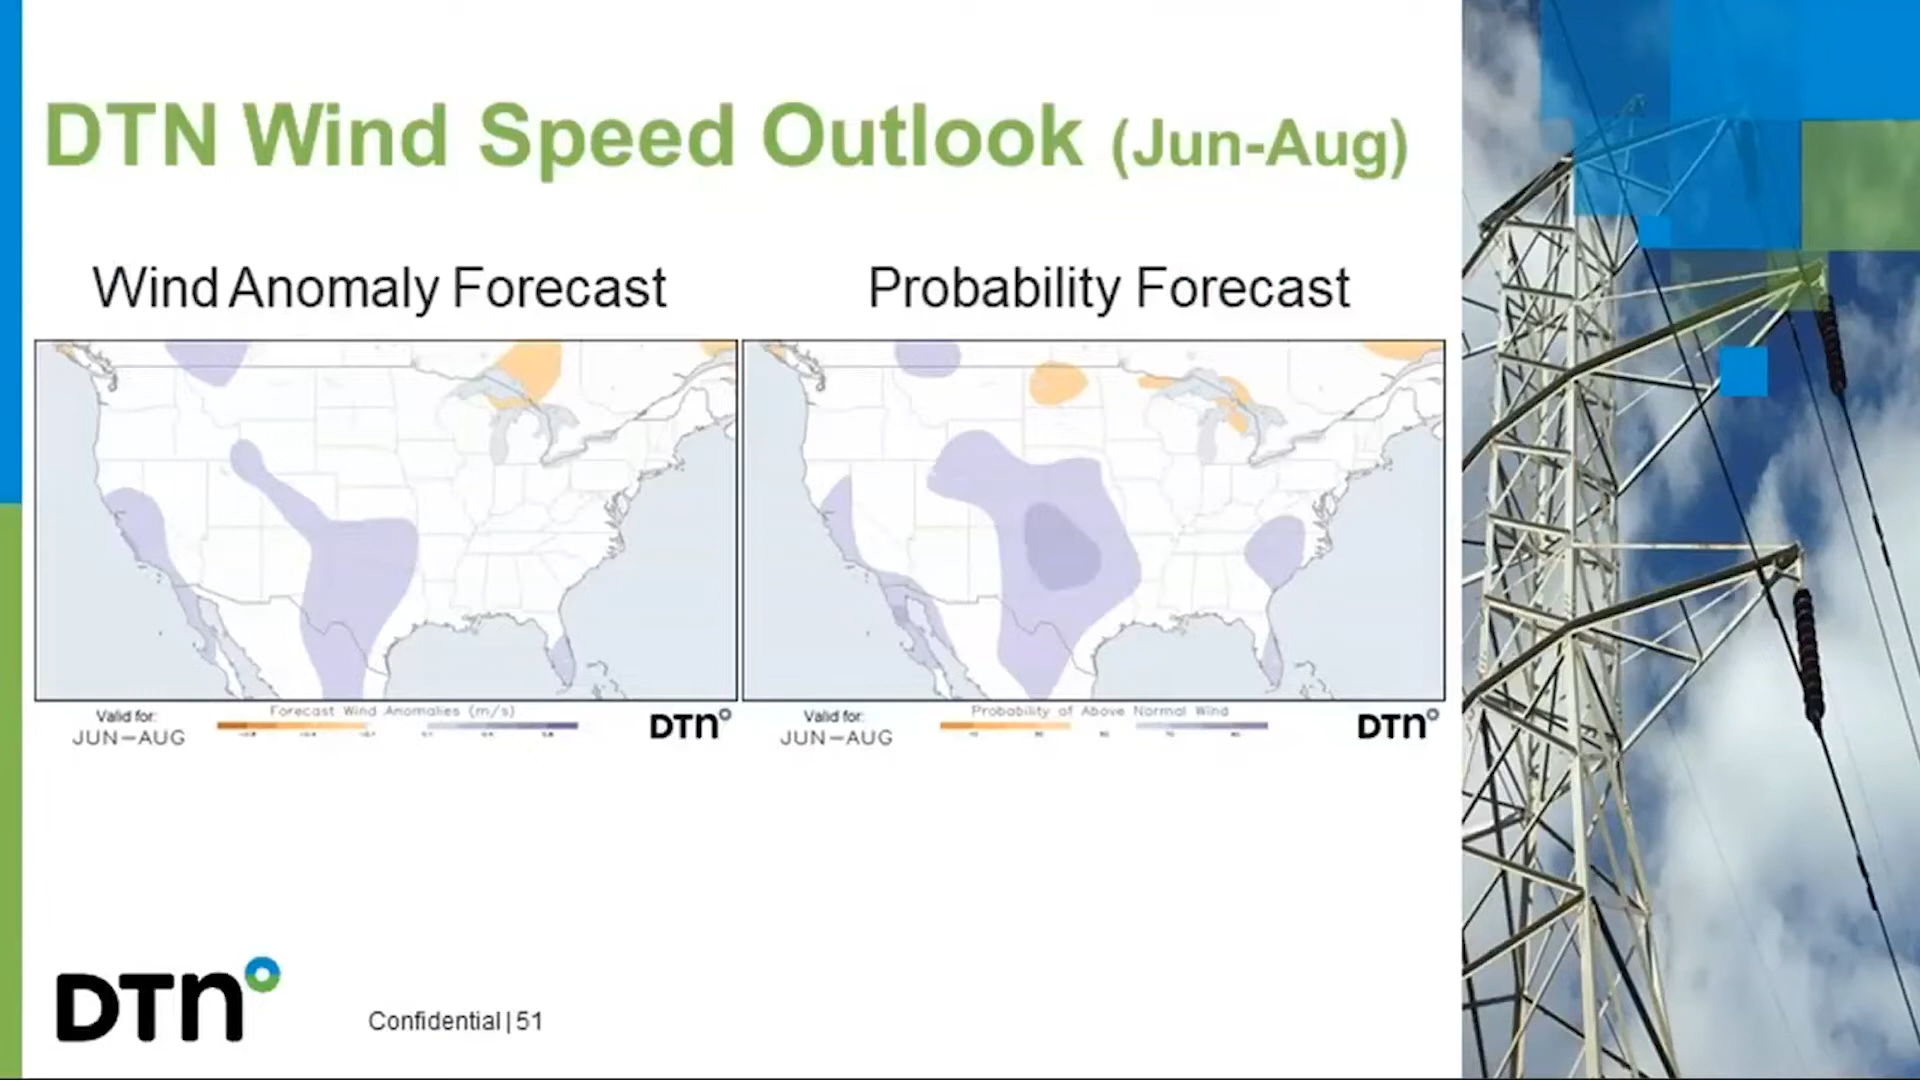 DTN Wind Speed Outlook (Jun-Aug)
Wind Anomaly Forecast
Probability Forecast
Valid for:
JUN-AUG
Forecast Wind Anomalies (m/s)
DTN
Valid for:
JUN-AUG
Probability of Above Normal Wind
DTN
DTN
Confidential | 51